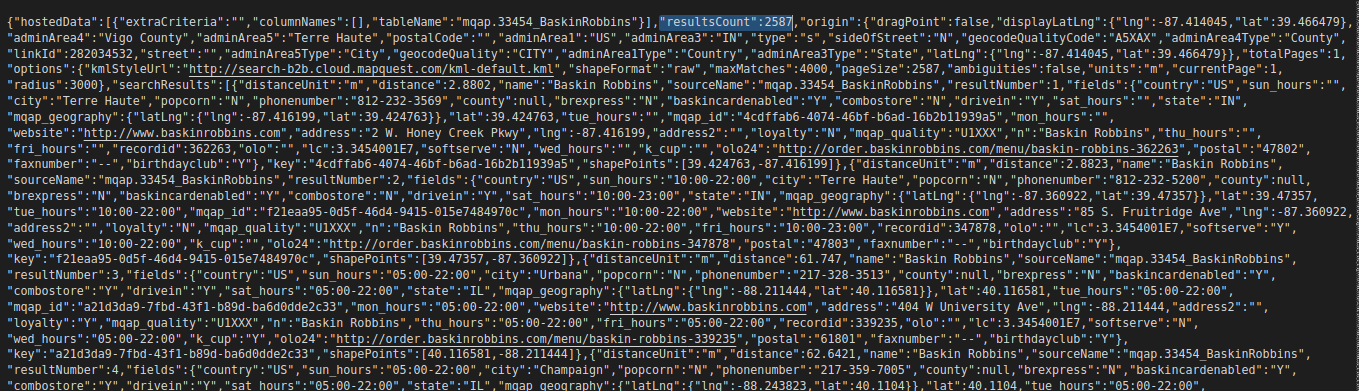 {"hostedData":[{"extraCriteria":"","columnNames":[],"tableName":"mqap.33454_BaskinRobbins"}],"resultsCount":2587,"origin":{"dragPoint":false,"displayLatLng":{"lng":-87.414045,"lat":39.466479},
"adminArea4":"Vigo County","adminArea5":"Terre Haute","postalCode":"","adminArea1":"US","adminArea3":"IN","type":"s","sideOfStreet":"N","geocodeQualityCode":"A5XAX","adminArea4Type":"County",
"linkId":282034532,"street":"","adminArea5Type":"City","geocodeQuality":"CITY","adminArea1Type":"Country","adminArea3Type":"State","latLng":{"lng":-87.414045,"lat":39.466479}},"totalPages":1,
"options":{"kmlStyleUrl":"http://search-b2b.cloud.mapquest.com/kml-default.kml","shapeFormat":"raw","maxMatches":4000,"pageSize":2587,"ambiguities":false,"units":"m","currentPage":1,
"radius":3000},"searchResults":[{"distanceUnit":"m","distance":2.8802,"name":"Baskin Robbins","sourceName":"mqap.33454_BaskinRobbins","resultNumber":1,"fields":{"country":"US","sun_hours":"",
"city":"Terre Haute","popcorn":"N","phonenumber":"812-232-3569","county":null,"brexpress":"N","baskincardenabled":"Y","combostore":"N","drivein":"Y","sat_hours":"","state":"IN",
"mqap_geography":{"latLng":{"lng":-87.416199,"lat":39.424763}},"lat":39.424763,"tue_hours":"","mqap_id":"4cdffab6-4074-46bf-b6ad-16b2b11939a5","mon_hours":"",
"website":"http://www.baskinrobbins.com","address":"2 W. Honey Creek Pkwy","lng":-87.416199,"address2":"","loyalty":"N","mqap_quality":"U1XXX","n":"Baskin Robbins","thu_hours":"",
"fri_hours":"","recordid":362263,"olo":"","lc":3.3454001E7,"softserve":"N","wed_hours":"","k_cup":"","olo24":"http://order.baskinrobbins.com/menu/baskin-robbins-362263","postal":"47802",
"faxnumber":"--","birthdayclub":"Y"},"key":"4cdffab6-4074-46bf-b6ad-16b2b11939a5","shapePoints":[39.424763,-87.416199]},{"distanceUnit":"m","distance":2.8823,"name":"Baskin Robbins",
"sourceName":"mqap.33454_BaskinRobbins","resultNumber":2,"fields":{"country":"US","sun_hours":"10:00-22:00","city":"Terre Haute","popcorn":"N","phonenumber":"812-232-5200","county":null,
"brexpress":"N","baskincardenabled":"Y","combostore":"N","drivein":"Y","sat_hours":"10:00-23:00","state":"IN","mqap_geography":{"latLng":{"lng":-87.360922,"lat":39.47357}},"lat":39.47357,
"tue_hours":"10:00-22:00","mqap_id":"f21eaa95-0d5f-46d4-9415-015e7484970c","mon_hours":"10:00-22:00","website":"http://www.baskinrobbins.com","address":"85 S. Fruitridge Ave","lng":-87.360922,
"address2":"","loyalty":"N","mqap_quality":"U1XXX","n":"Baskin Robbins","thu_hours":"10:00-22:00","fri_hours":"10:00-23:00","recordid":347878,"olo":"","lc":3.3454001E7,"softserve":"Y",
"wed_hours":"10:00-22:00","k_cup":"","olo24":"http://order.baskinrobbins.com/menu/baskin-robbins-347878","postal":"47803","faxnumber":"--","birthdayclub":"Y"},
"key":"f21eaa95-0d5f-46d4-9415-015e7484970c","shapePoints":[39.47357,-87.360922]},{"distanceUnit":"m","distance":61.747,"name":"Baskin Robbins","sourceName":"mqap.33454_BaskinRobbins",
"resultNumber":3,"fields":{"country":"US","sun_hours":"05:00-22:00","city":"Urbana","popcorn":"N","phonenumber":"217-328-3513","county":null,"brexpress":"N","baskincardenabled":"Y",
"combostore":"Y","drivein":"Y","sat_hours":"05:00-22:00","state":"IL","mqap_geography":{"latLng":{"lng":-88.211444,"lat":40.116581}},"lat":40.116581,"tue_hours":"05:00-22:00",
"mqap_id":"a21d3da9-7fbd-43f1-b89d-ba6d0dde2c33","mon_hours":"05:00-22:00","website":"http://www.baskinrobbins.com","address":"404 W University Ave","lng":-88.211444,"address2":"",
"loyalty":"Y","mqap_quality":"U1XXX","n":"Baskin Robbins","thu_hours":"05:00-22:00","fri_hours":"05:00-22:00","recordid":339235,"olo":"","lc":3.3454001E7,"softserve":"N",
"wed_hours":"05:00-22:00","k_cup":"Y","olo24":"http://order.baskinrobbins.com/menu/baskin-robbins-339235","postal":"61801","faxnumber":"--","birthdayclub":"Y"},
"key":"a21d3da9-7fbd-43f1-b89d-ba6d0dde2c33","shapePoints":[40.116581,-88.211444]},{"distanceUnit":"m","distance":62.6421,"name":"Baskin Robbins","sourceName":"mqap.33454_BaskinRobbins",
"resultNumber":4,"fields":{"country":"US","sun_hours":"05:00-22:00","city":"Champaign","popcorn":"N","phonenumber":"217-359-7005","county":null,"brexpress":"N","baskincardenabled":"Y",
"combostore":"Y","drivein":"Y","sat_hours":"05:00-22:00","state":"IL","mqap_geography":{"latLng":{"lng":-88.243823,"lat":40.1104}},"lat":40.1104,"tue_hours":"05:00-22:00",